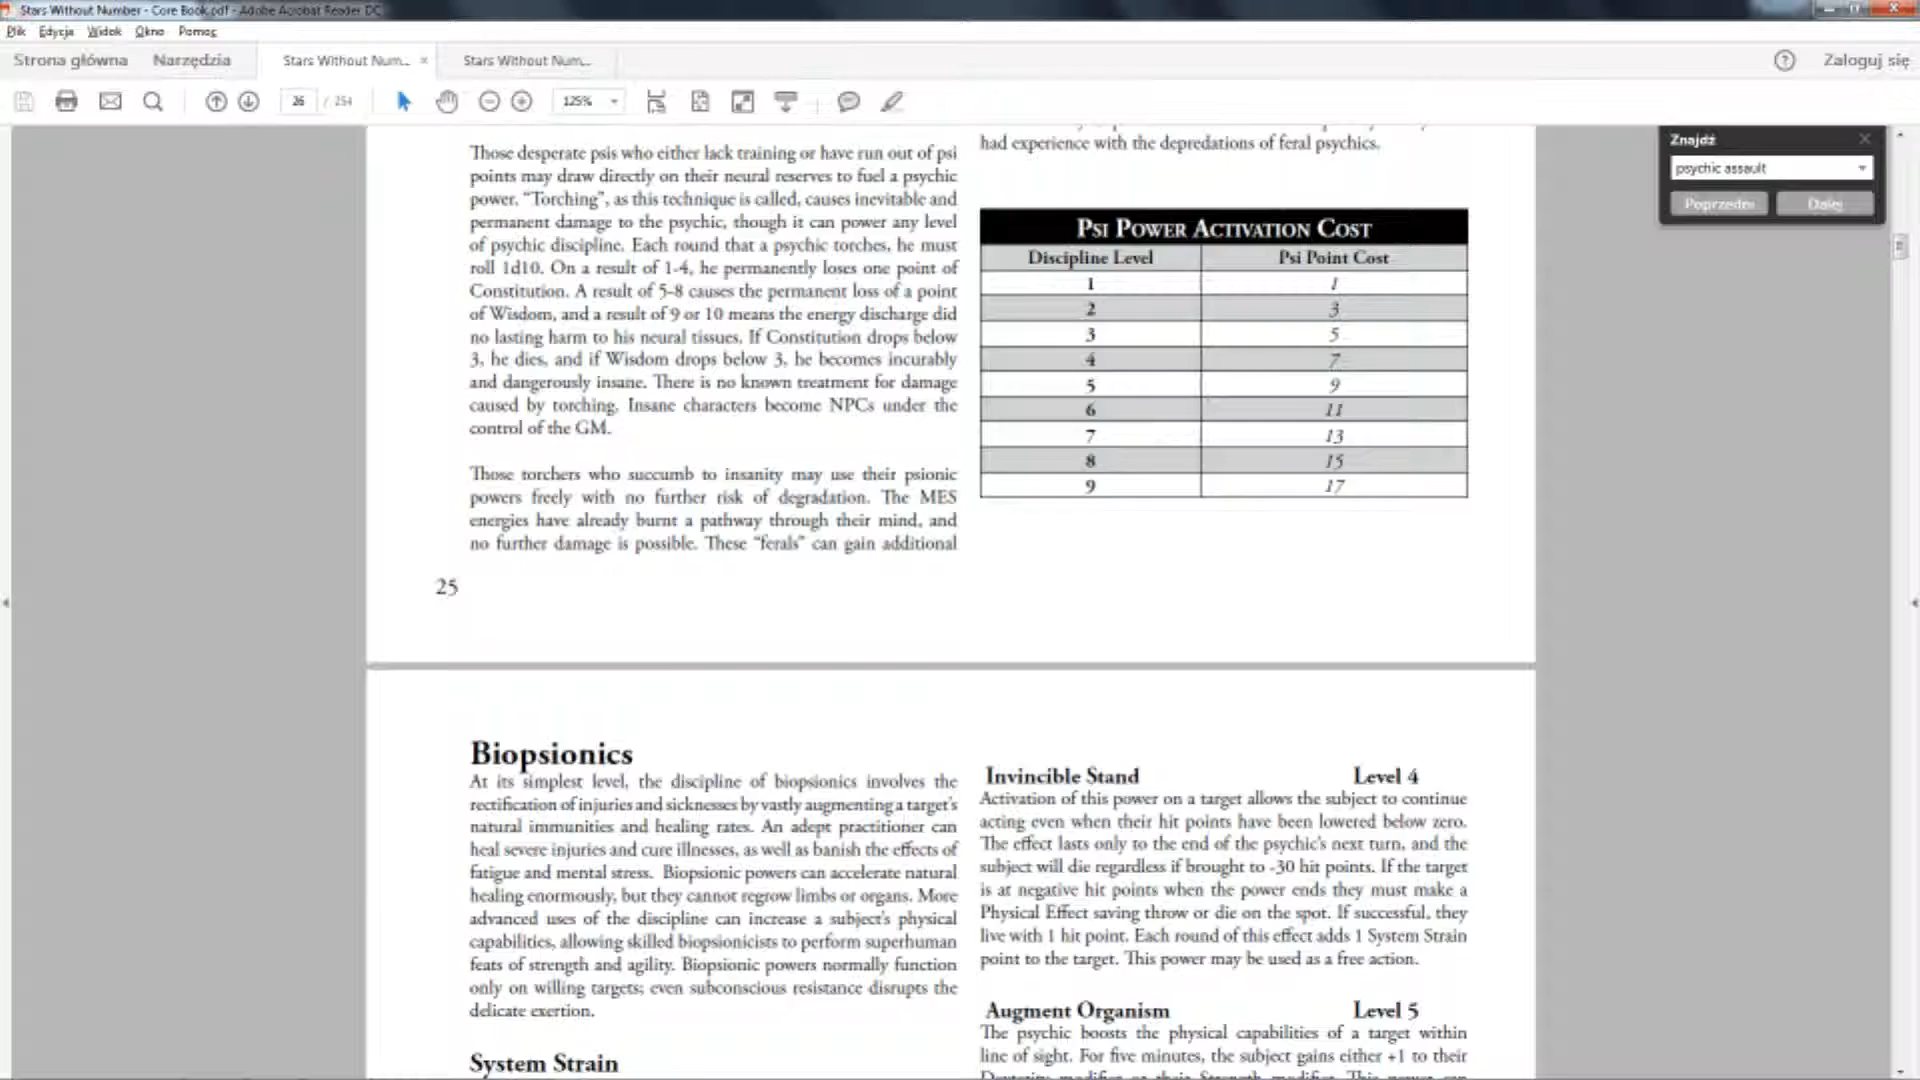 Stars Without Number - Core Book.pdf - Adobe Acrobat Reader DC
Plik Edycja Widok Okno Pomoc
Strona główna Narzędzia Stars Without Num... × Stars Without Num... Zaloguj się
26 / 254 125%
Znajdź
psychic assault
Poprzedni Dalej
Those desperate psis who either lack training or have run out of psi
points may draw directly on their neural reserves to fuel a psychic
power. “Torching”, as this technique is called, causes inevitable and
permanent damage to the psychic, though it can power any level
of psychic discipline. Each round that a psychic torches, he must
roll 1d10. On a result of 1-4, he permanently loses one point of
Constitution. A result of 5-8 causes the permanent loss of a point
of Wisdom, and a result of 9 or 10 means the energy discharge did
no lasting harm to his neural tissues. If Constitution drops below
3, he dies, and if Wisdom drops below 3, he becomes incurably
and dangerously insane. There is no known treatment for damage
caused by torching. Insane characters become NPCs under the
control of the GM.
Those torchers who succumb to insanity may use their psionic
powers freely with no further risk of degradation. The MES
energies have already burnt a pathway through their mind, and
no further damage is possible. These “ferals” can gain additional
had experience with the depredations of feral psychics.
Psi Power Activation Cost
Discipline Level Psi Point Cost
1 1
2 3
3 5
4 7
5 9
6 11
7 13
8 15
9 17
25
Biopsionics
At its simplest level, the discipline of biopsionics involves the
rectification of injuries and sicknesses by vastly augmenting a target’s
natural immunities and healing rates. An adept practitioner can
heal severe injuries and cure illnesses, as well as banish the effects of
fatigue and mental stress. Biopsionic powers can accelerate natural
healing enormously, but they cannot regrow limbs or organs. More
advanced uses of the discipline can increase a subject’s physical
capabilities, allowing skilled biopsionicists to perform superhuman
feats of strength and agility. Biopsionic powers normally function
only on willing targets; even subconscious resistance disrupts the
delicate exertion.
System Strain
Invincible Stand Level 4
Activation of this power on a target allows the subject to continue
acting even when their hit points have been lowered below zero.
The effect lasts only to the end of the psychic’s next turn, and the
subject will die regardless if brought to -30 hit points. If the target
is at negative hit points when the power ends they must make a
Physical Effect saving throw or die on the spot. If successful, they
live with 1 hit point. Each round of this effect adds 1 System Strain
point to the target. This power may be used as a free action.
Augment Organism Level 5
The psychic boosts the physical capabilities of a target within
line of sight. For five minutes, the subject gains either +1 to their